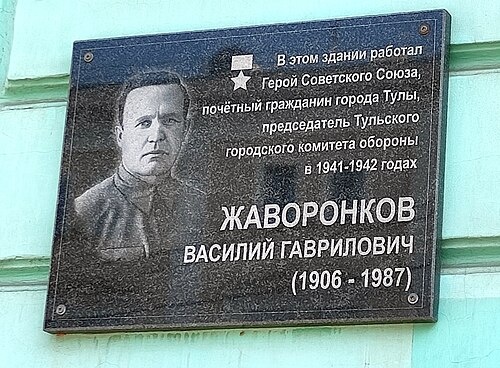 В этом здании работал
Герой Советского Союза,
почётный гражданин города Тулы,
председатель Тульского
городского комитета обороны
в 1941-1942 годах
ЖАВОРОНКОВ
ВАСИЛИЙ ГАВРИЛОВИЧ
(1906 - 1987)